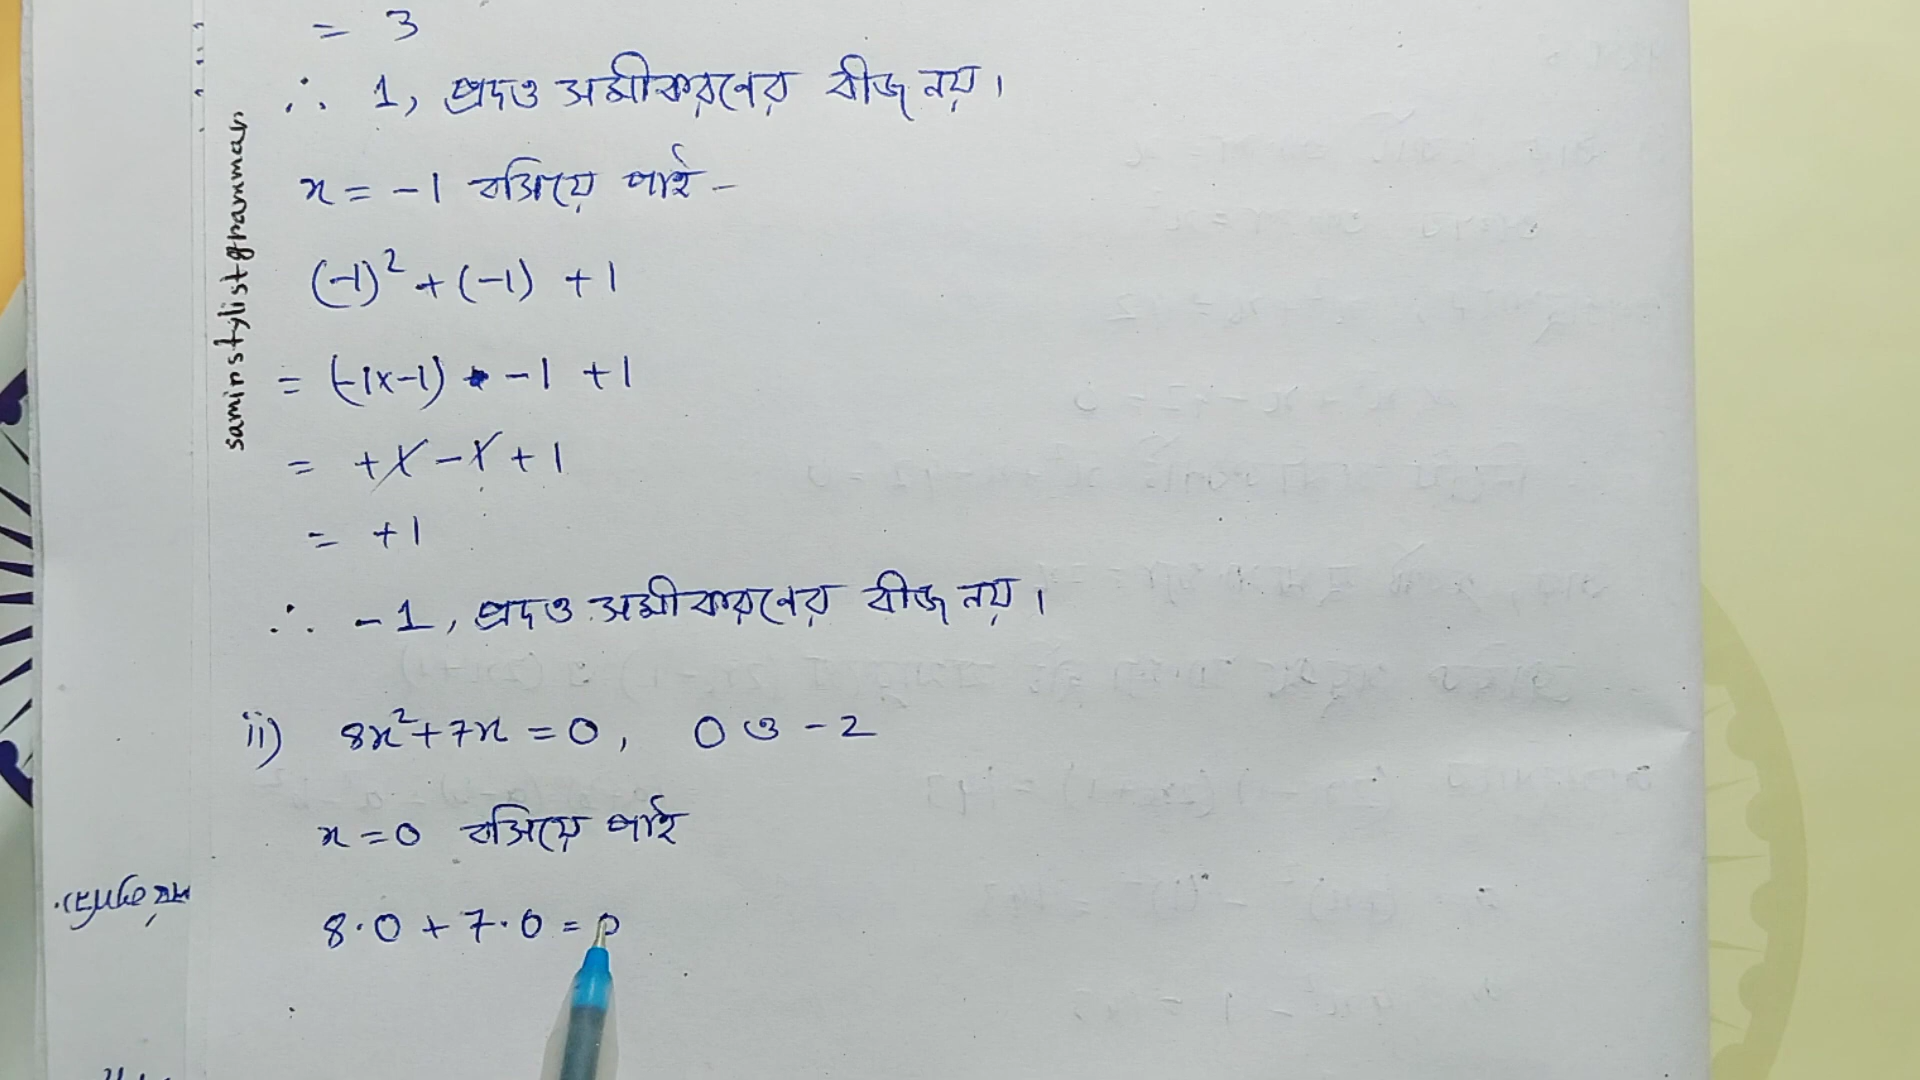 = 3
∴ 1, প্রদত্ত সমীকরণের বীজ নয়।
x = -1 বসিয়ে পাই -
(-1)² + (-1) + 1
= (-1x-1) -1 + 1
= +1 -1 + 1
= +1
∴ -1, প্রদত্ত সমীকরণের বীজ নয়।
ii) 8x² + 7x = 0, 0 ও -2
x = 0 বসিয়ে পাই
8·0 + 7·0 = 0
saminstylistgrammar